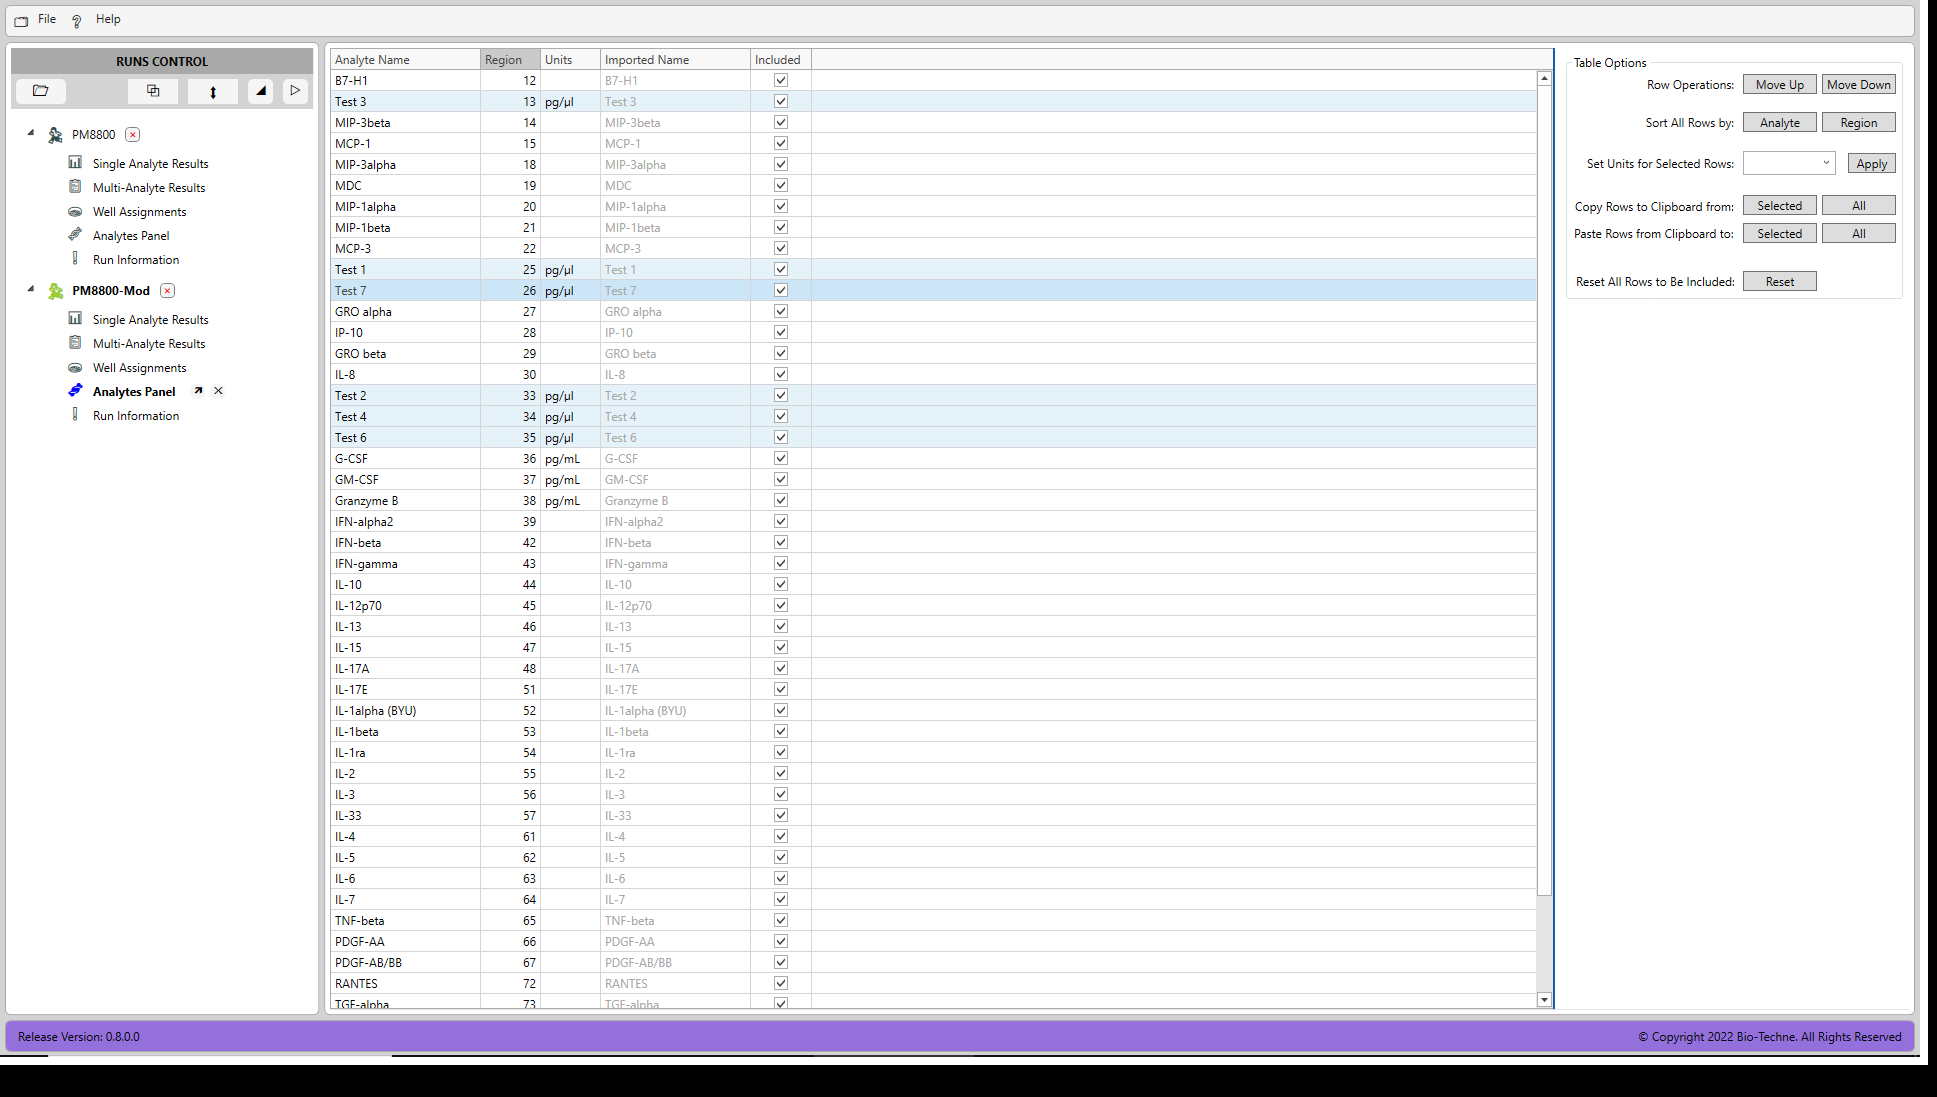 File Help
RUNS CONTROL
PM8800
Single Analyte Results
Multi-Analyte Results
Well Assignments
Analytes Panel
Run Information
PM8800-Mod
Single Analyte Results
Multi-Analyte Results
Well Assignments
Analytes Panel
Run Information
Analyte Name Region Units Imported Name Included
B7-H1 12 B7-H1
Test 3 13 pg/µl Test 3
MIP-3beta 14 MIP-3beta
MCP-1 15 MCP-1
MIP-3alpha 18 MIP-3alpha
MDC 19 MDC
MIP-1alpha 20 MIP-1alpha
MIP-1beta 21 MIP-1beta
MCP-3 22 MCP-3
Test 1 25 pg/µl Test 1
Test 7 26 pg/µl Test 7
GRO alpha 27 GRO alpha
IP-10 28 IP-10
GRO beta 29 GRO beta
IL-8 30 IL-8
Test 2 33 pg/µl Test 2
Test 4 34 pg/µl Test 4
Test 6 35 pg/µl Test 6
G-CSF 36 pg/mL G-CSF
GM-CSF 37 pg/mL GM-CSF
Granzyme B 38 pg/mL Granzyme B
IFN-alpha2 39 IFN-alpha2
IFN-beta 42 IFN-beta
IFN-gamma 43 IFN-gamma
IL-10 44 IL-10
IL-12p70 45 IL-12p70
IL-13 46 IL-13
IL-15 47 IL-15
IL-17A 48 IL-17A
IL-17E 51 IL-17E
IL-1alpha (BYU) 52 IL-1alpha (BYU)
IL-1beta 53 IL-1beta
IL-1ra 54 IL-1ra
IL-2 55 IL-2
IL-3 56 IL-3
IL-33 57 IL-33
IL-4 61 IL-4
IL-5 62 IL-5
IL-6 63 IL-6
IL-7 64 IL-7
TNF-beta 65 TNF-beta
PDGF-AA 66 PDGF-AA
PDGF-AB/BB 67 PDGF-AB/BB
RANTES 72 RANTES
TGF-alpha 73 TGF-alpha
Table Options
Row Operations: Move Up Move Down
Sort All Rows by: Analyte Region
Set Units for Selected Rows: Apply
Copy Rows to Clipboard from: Selected All
Paste Rows from Clipboard to: Selected All
Reset All Rows to Be Included: Reset
Release Version: 0.8.0.0
© Copyright 2022 Bio-Techne. All Rights Reserved